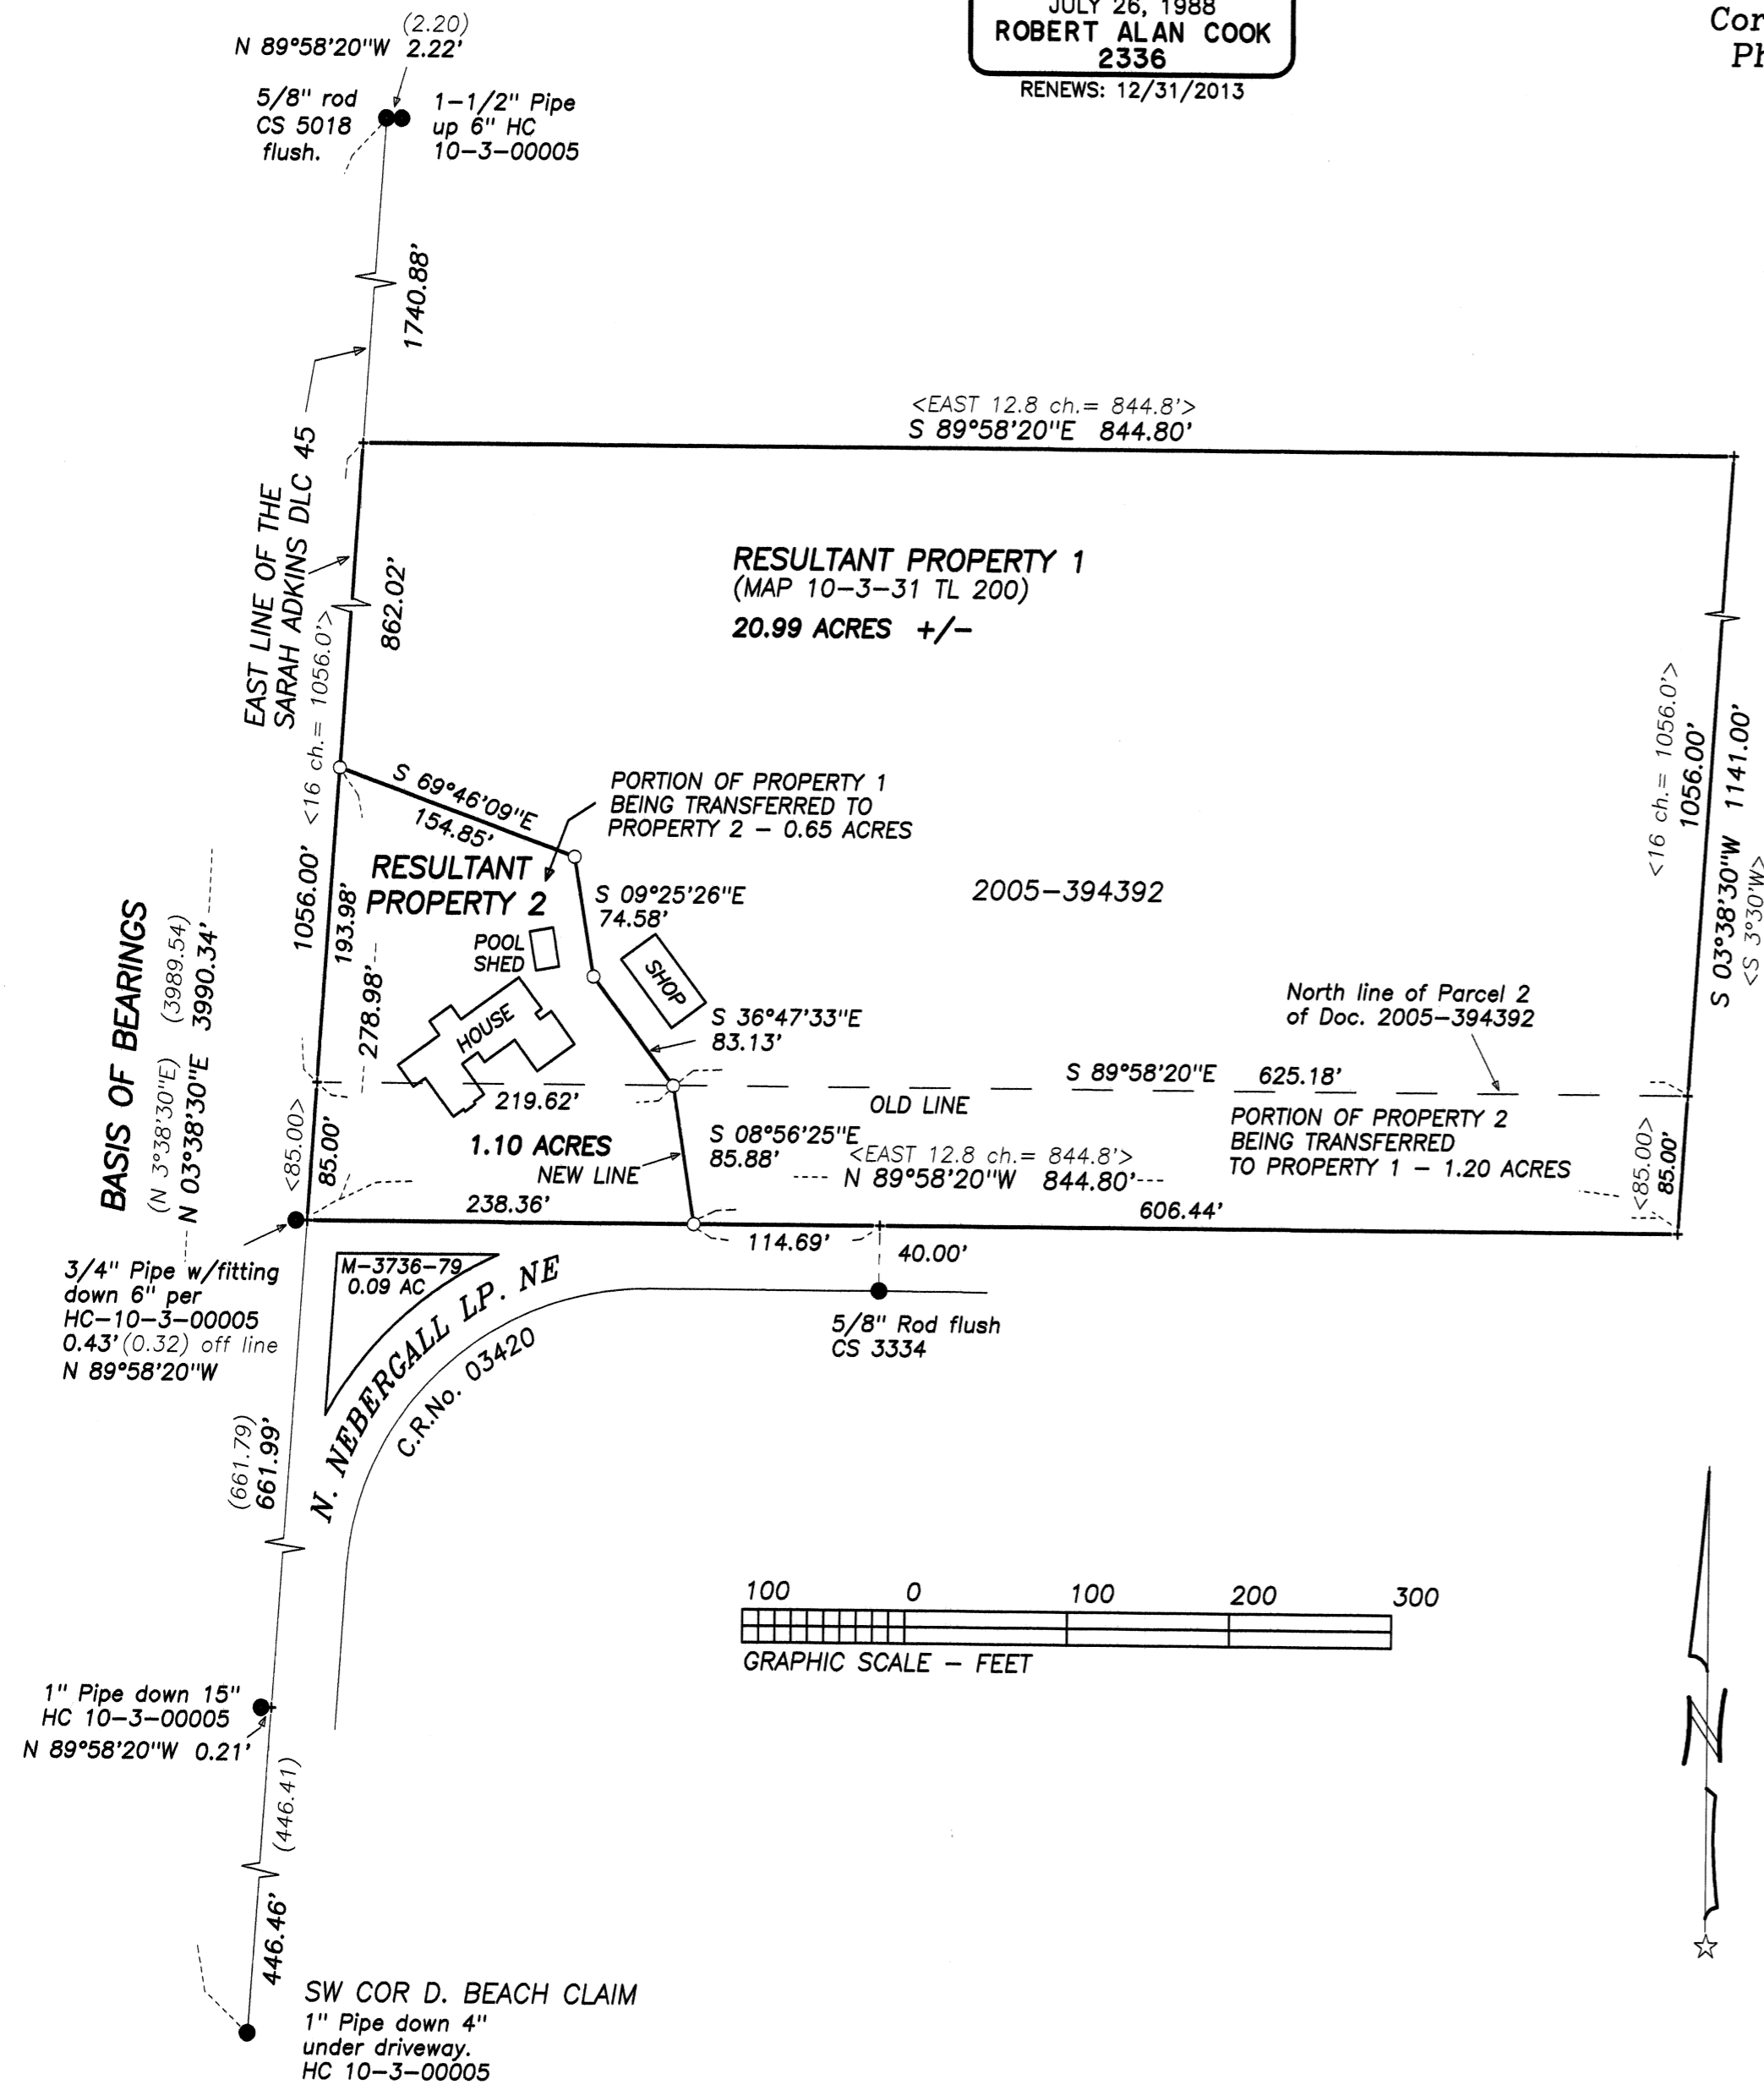 JULY 26, 1988
ROBERT ALAN COOK
2336
RENEWS: 12/31/2013
(2.20)
N 89°58'20"W 2.22'
5/8" rod
CS 5018
flush.
1-1/2" Pipe
up 6" HC
10-3-00005
1740.88'
<EAST 12.8 ch.= 844.8'>
S 89°58'20"E 844.80'
EAST LINE OF THE
SARAH ADKINS DLC 45
862.02'
<16 ch.= 1056.0'>
1056.00'
RESULTANT PROPERTY 1
(MAP 10-3-31 TL 200)
20.99 ACRES +/-
<16 ch.= 1056.0'>
1056.00'
S 03°38'30"W 1141.00'
<S 3°30'W>
S 69°46'09"E
154.85'
PORTION OF PROPERTY 1
BEING TRANSFERRED TO
PROPERTY 2 - 0.65 ACRES
RESULTANT
PROPERTY 2
193.98'
278.98'
S 09°25'26"E
74.58'
2005-394392
POOL
SHED
SHOP
HOUSE
S 36°47'33"E
83.13'
North line of Parcel 2
of Doc. 2005-394392
BASIS OF BEARINGS
(N 3°38'30"E) (3989.54)
N 03°38'30"E 3990.34'
S 89°58'20"E 625.18'
219.62'
OLD LINE
<85.00>
85.00'
1.10 ACRES
NEW LINE
S 08°56'25"E
85.88'
<EAST 12.8 ch.= 844.8'>
N 89°58'20"W 844.80'
PORTION OF PROPERTY 2
BEING TRANSFERRED
TO PROPERTY 1 - 1.20 ACRES
<85.00>
85.00'
238.36'
606.44'
114.69'
40.00'
3/4" Pipe w/fitting
down 6" per
HC-10-3-00005
0.43' (0.32) off line
N 89°58'20"W
M-3736-79
0.09 AC
N. NEBERGALL LP. NE
C.R.No. 03420
5/8" Rod flush
CS 3334
(661.79)
661.99'
100 0 100 200 300
GRAPHIC SCALE - FEET
1" Pipe down 15"
HC 10-3-00005
N 89°58'20"W 0.21'
N
(446.41)
446.46'
SW COR D. BEACH CLAIM
1" Pipe down 4"
under driveway.
HC 10-3-00005